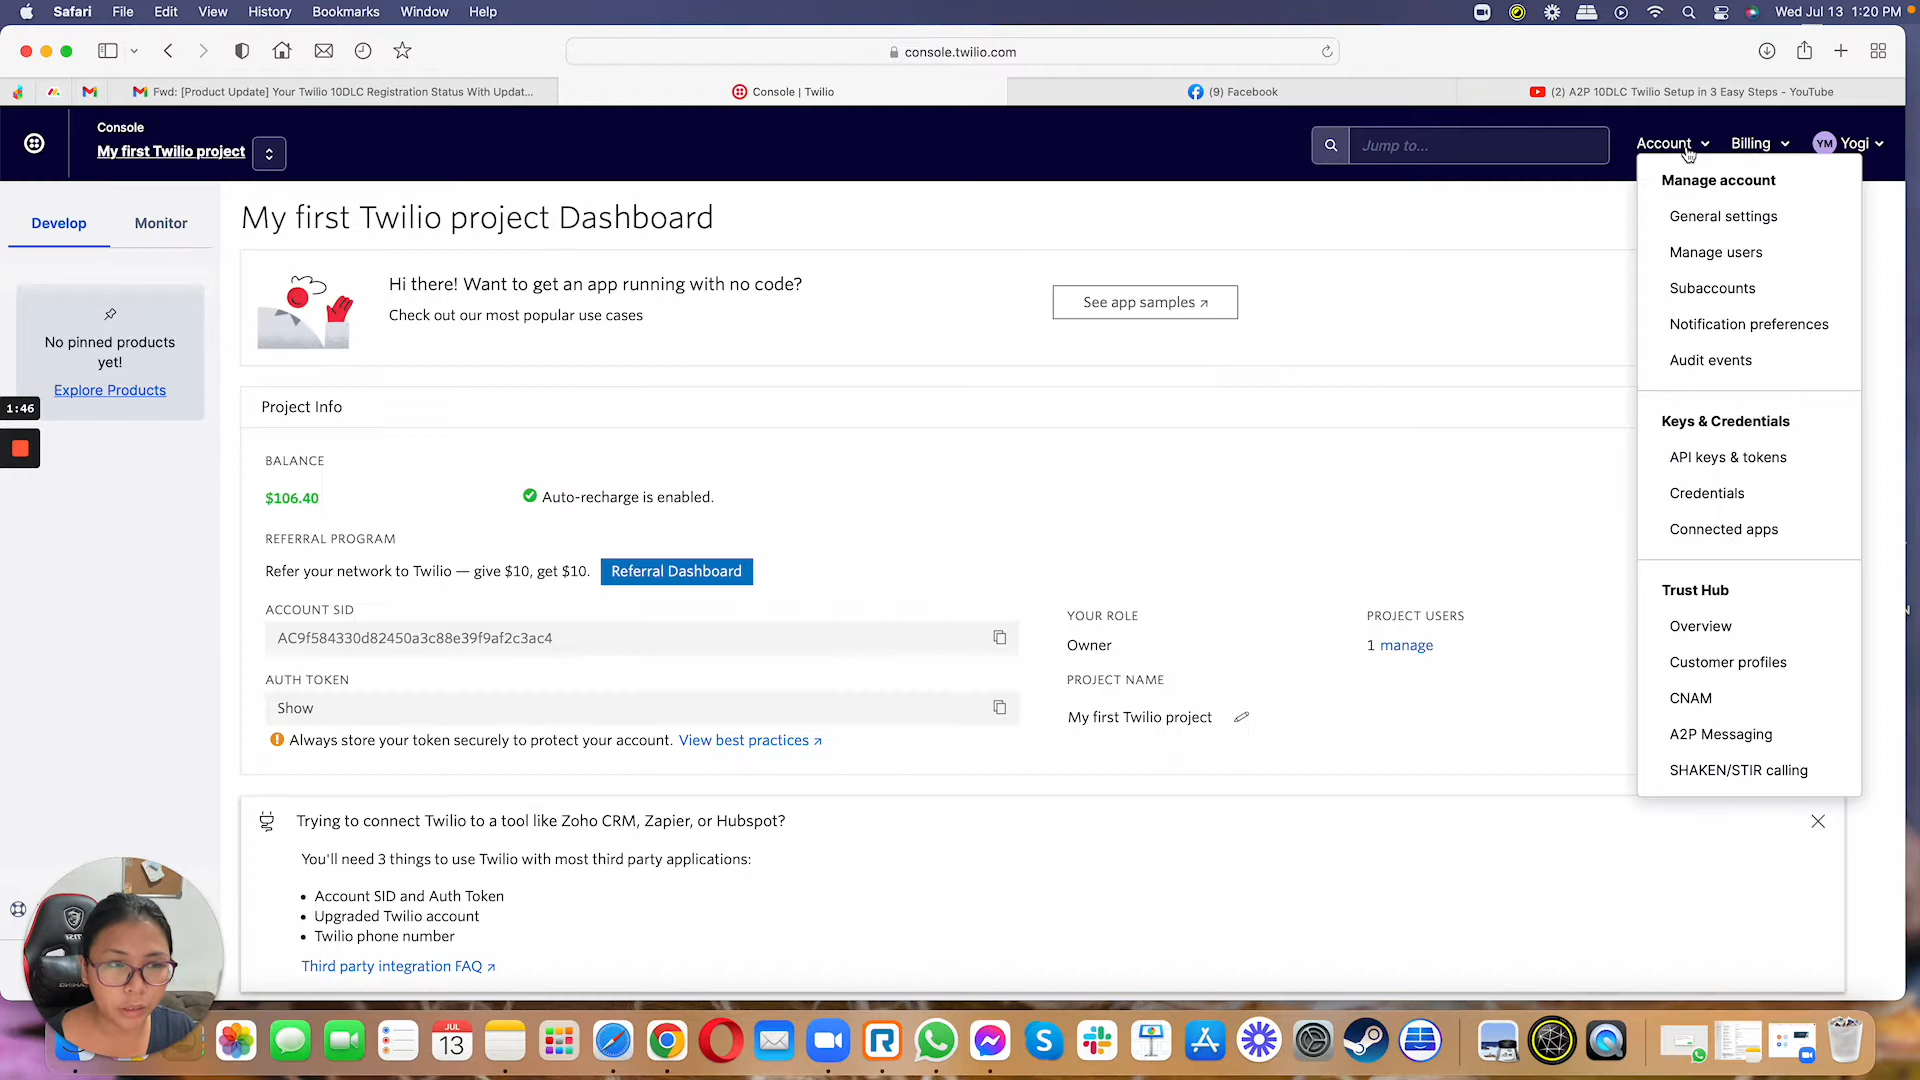 Safari File Edit View History Bookmarks Window Help Wed Jul 13 1:20 PM
console.twilio.com
Fwd: [Product Update] Your Twilio 10DLC Registration Status With Updat... Console | Twilio (9) Facebook (2) A2P 10DLC Twilio Setup in 3 Easy Steps - YouTube
Console
My first Twilio project
Jump to...
Account Billing YM Yogi
Develop Monitor
No pinned products
yet!
Explore Products
1:46
My first Twilio project Dashboard
Hi there! Want to get an app running with no code?
Check out our most popular use cases
See app samples
Project Info
BALANCE
$106.40
Auto-recharge is enabled.
REFERRAL PROGRAM
Refer your network to Twilio — give $10, get $10. Referral Dashboard
ACCOUNT SID
AC9f584330d82450a3c88e39f9af2c3ac4
AUTH TOKEN
Show
Always store your token securely to protect your account. View best practices
YOUR ROLE
Owner
PROJECT USERS
1 manage
PROJECT NAME
My first Twilio project
Trying to connect Twilio to a tool like Zoho CRM, Zapier, or Hubspot?
You'll need 3 things to use Twilio with most third party applications:
• Account SID and Auth Token
• Upgraded Twilio account
• Twilio phone number
Third party integration FAQ
Manage account
General settings
Manage users
Subaccounts
Notification preferences
Audit events
Keys & Credentials
API keys & tokens
Credentials
Connected apps
Trust Hub
Overview
Customer profiles
CNAM
A2P Messaging
SHAKEN/STIR calling
JUL
13